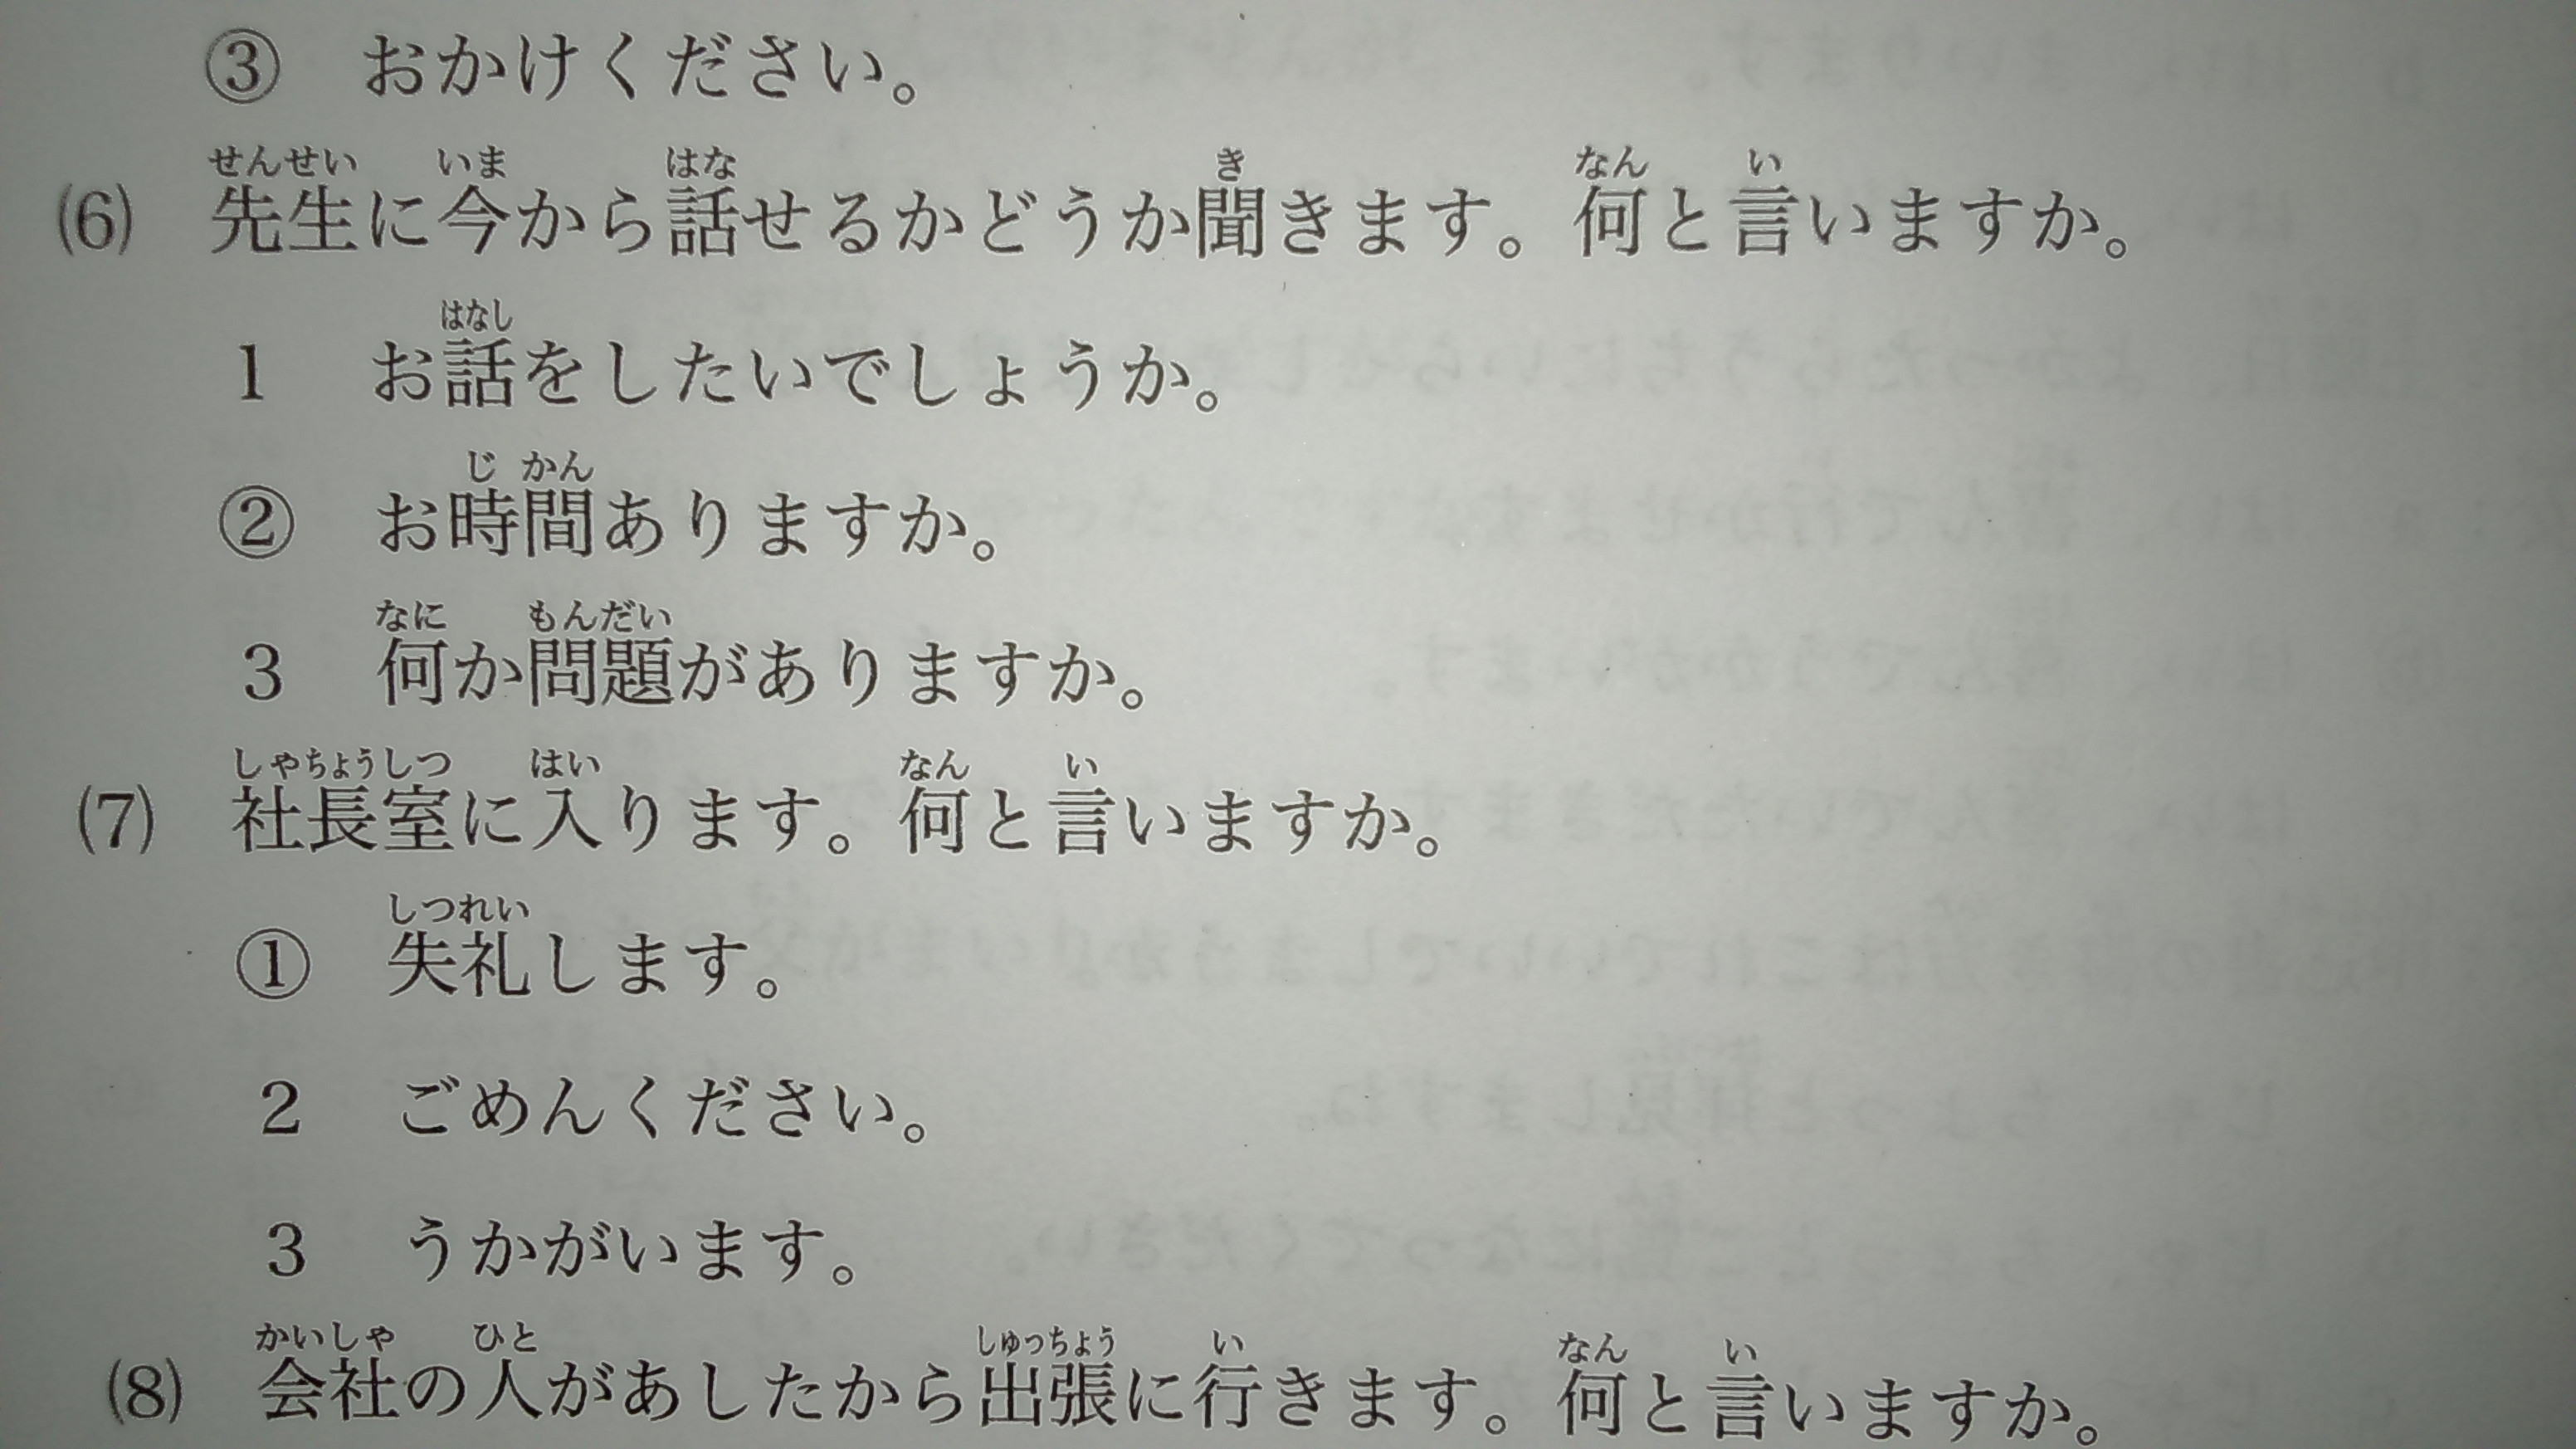 ③ おかけください。
(6) 先生に今から話せるかどうか聞きます。何と言いますか。
1 お話をしたいでしょうか。
② お時間ありますか。
3 何か問題がありますか。
(7) 社長室に入ります。何と言いますか。
① 失礼します。
2 ごめんください。
3 うかがいます。
(8) 会社の人があしたから出張に行きます。何と言いますか。